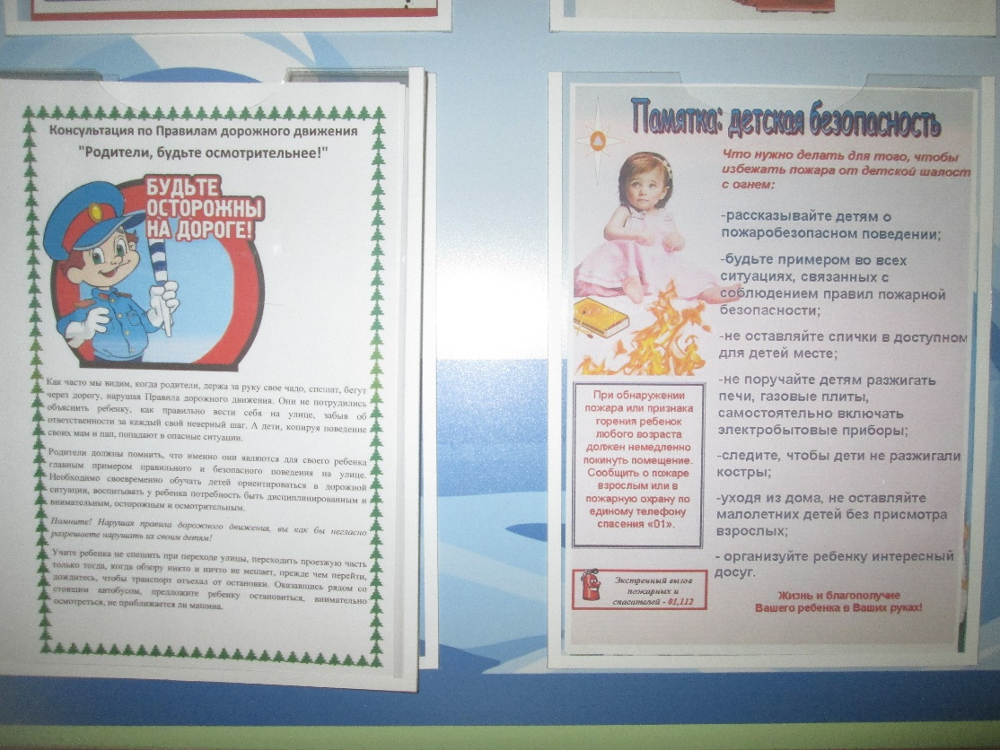 Консультация по Правилам дорожного движения
"Родители, будьте осмотрительнее!"
БУДЬТЕ
ОСТОРОЖНЫ
НА ДОРОГЕ!
Как часто мы видим, когда родители, держа за руку свое чадо, спешат, бегут
через дорогу, нарушая Правила дорожного движения. Они не потрудились
объяснить ребенку, как правильно вести себя на улице, забыв об
ответственности за каждый свой неверный шаг. А дети, копируя поведение
своих мам и пап, попадают в опасные ситуации.
Родители должны помнить, что именно они являются для своего ребенка
главным примером правильного и безопасного поведения на улице.
Необходимо своевременно обучать детей ориентироваться в дорожной
ситуации, воспитывать у ребенка потребность быть дисциплинированным и
внимательным, осторожным и осмотрительным.
Помните! Нарушая правила дорожного движения, вы как бы негласно
разрешаете нарушать их своим детям!
Учите ребенка не спешить при переходе улицы, переходить проезжую часть
только тогда, когда обзору никто и ничто не мешает, прежде чем перейти,
дождитесь, чтобы транспорт отъехал от остановки. Оказавшись рядом со
стоящим автобусом, предложите ребенку остановиться, внимательно
осмотреться, не приближается ли машина.
Памятка: детская безопасность
Что нужно делать для того, чтобы
избежать пожара от детской шалост
с огнем:
-рассказывайте детям о
пожаробезопасном поведении;
-будьте примером во всех
ситуациях, связанных с
соблюдением правил пожарной
безопасности;
-не оставляйте спички в доступном
для детей месте;
-не поручайте детям разжигать
печи, газовые плиты,
самостоятельно включать
электробытовые приборы;
-следите, чтобы дети не разжигали
костры;
-уходя из дома, не оставляйте
малолетних детей без присмотра
взрослых;
- организуйте ребенку интересный
досуг.
При обнаружении
пожара или признака
горения ребенок
любого возраста
должен немедленно
покинуть помещение.
Сообщить о пожаре
взрослым или в
пожарную охрану по
единому телефону
спасения «01».
Экстренный вызов
пожарных и
спасателей - 01,112
Жизнь и благополучие
Вашего ребенка в Ваших руках!